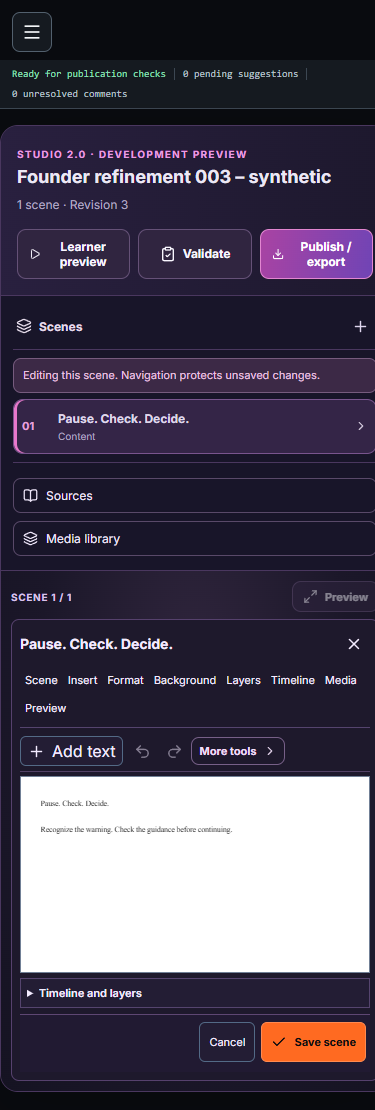 Ready for publication checks | 0 pending suggestions |
0 unresolved comments
STUDIO 2.0 · DEVELOPMENT PREVIEW
Founder refinement 003 – synthetic
1 scene · Revision 3
Learner preview
Validate
Publish / export
Scenes
Editing this scene. Navigation protects unsaved changes.
01 Pause. Check. Decide.
Content
Sources
Media library
SCENE 1 / 1 Preview
Pause. Check. Decide.
Scene Insert Format Background Layers Timeline Media
Preview
Add text More tools
Pause. Check. Decide.
Recognize the warning. Check the guidance before continuing.
Timeline and layers
Cancel Save scene